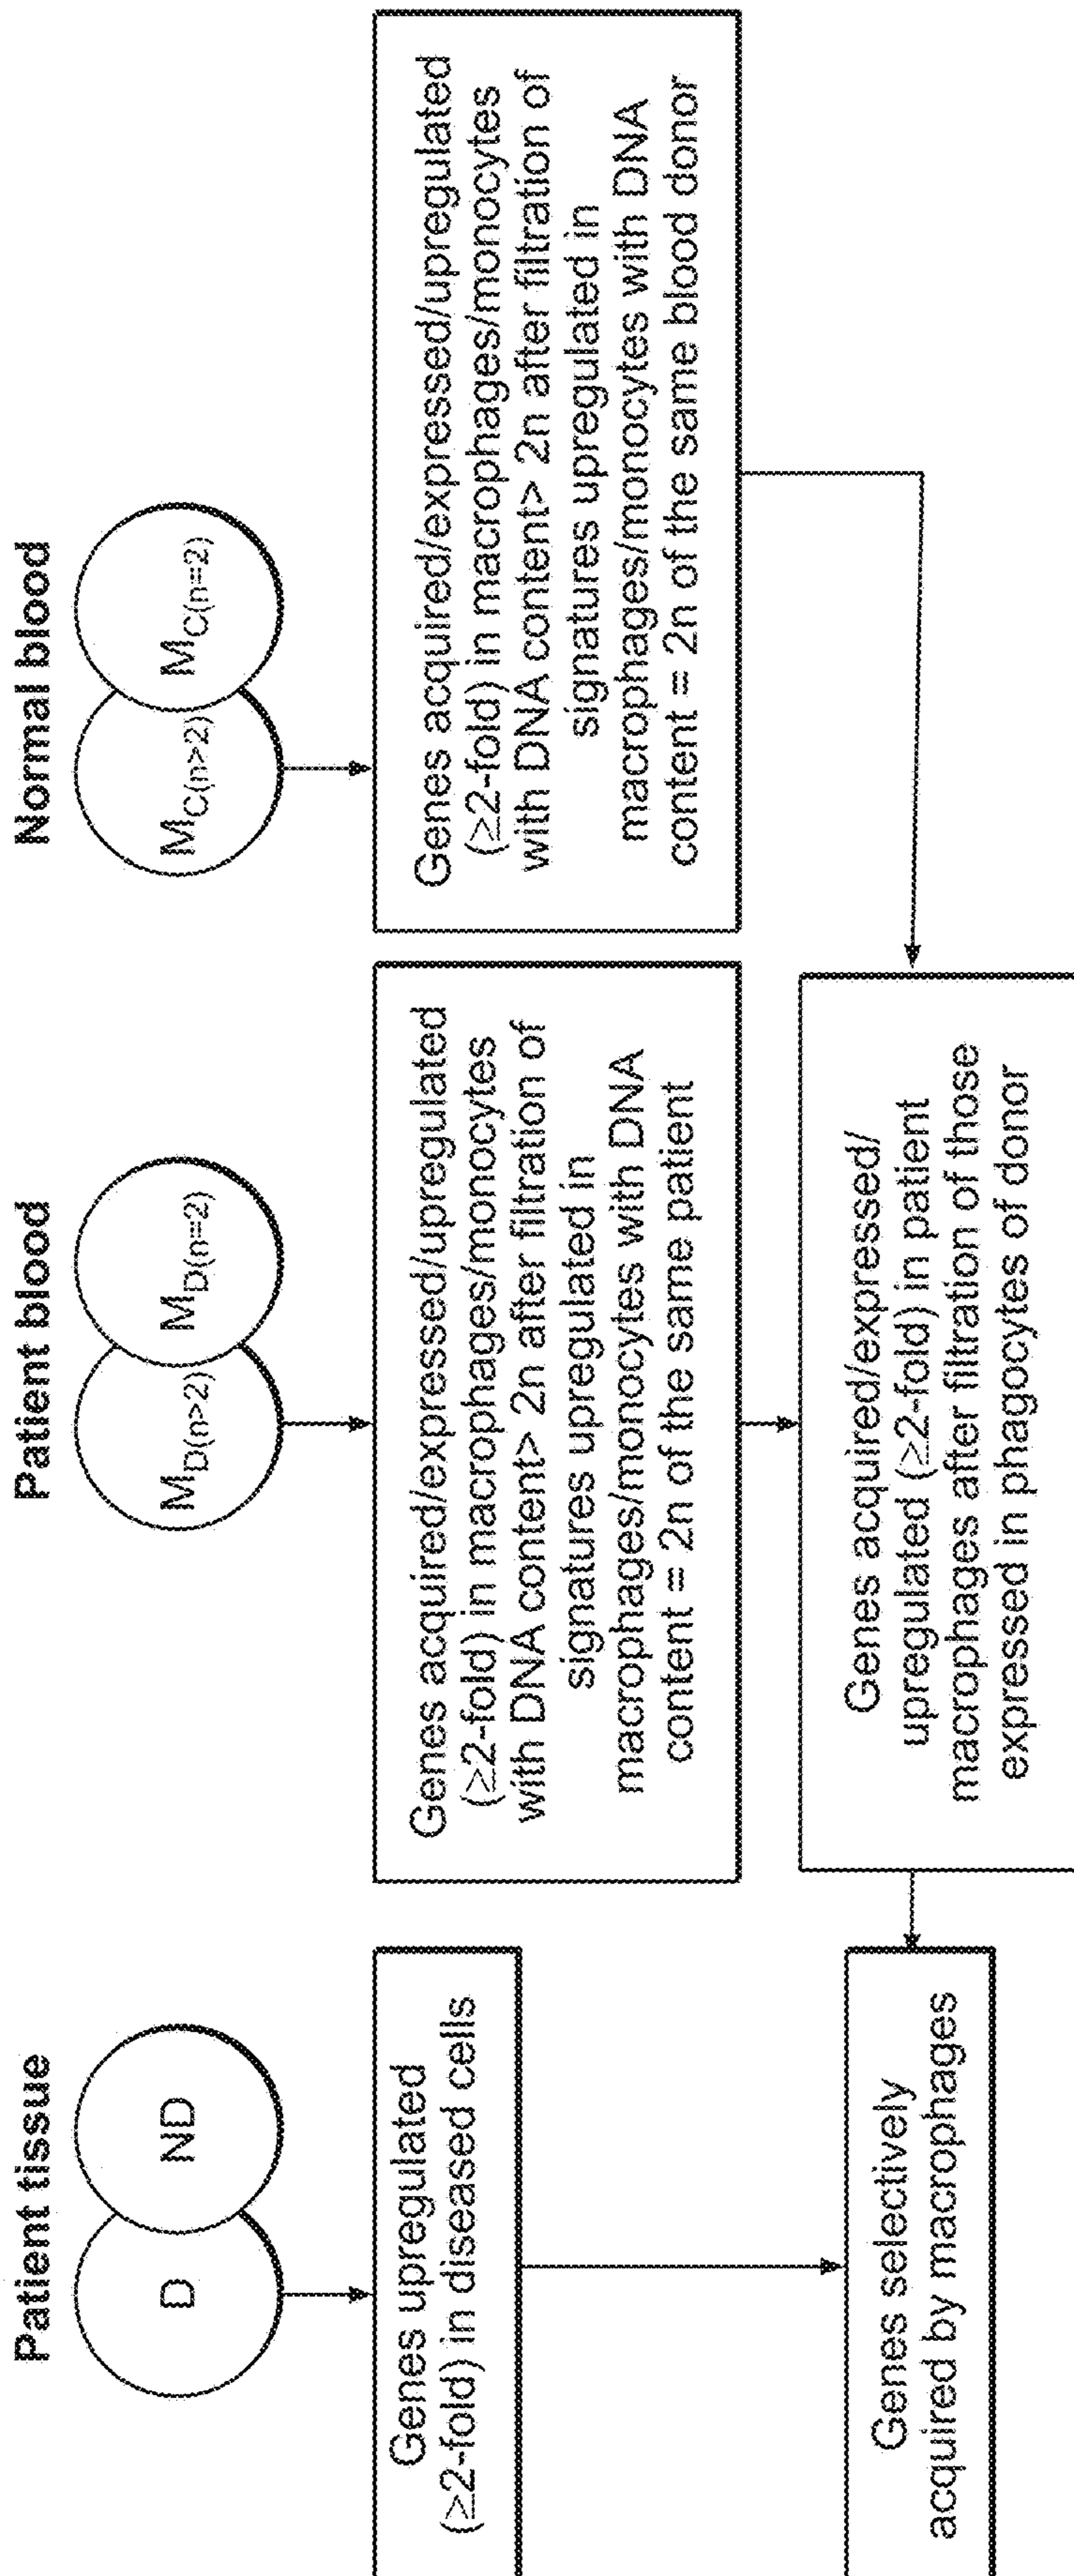 Patient tissue
D
ND
Genes upregulated
(≥2-fold) in diseased cells
Genes selectively
acquired by macrophages
Patient blood
M_D(n>2)
M_D(n=2)
Genes acquired/expressed/upregulated
(≥2-fold) in macrophages/monocytes
with DNA content> 2n after filtration of
signatures upregulated in
macrophages/monocytes with DNA
content = 2n of the same patient
Genes acquired/expressed/
upregulated (≥2-fold) in patient
macrophages after filtration of those
expressed in phagocytes of donor
Normal blood
M_C(n>2)
M_C(n=2)
Genes acquired/expressed/upregulated
(≥2-fold) in macrophages/monocytes
with DNA content> 2n after filtration of
signatures upregulated in
macrophages/monocytes with DNA
content = 2n of the same blood donor